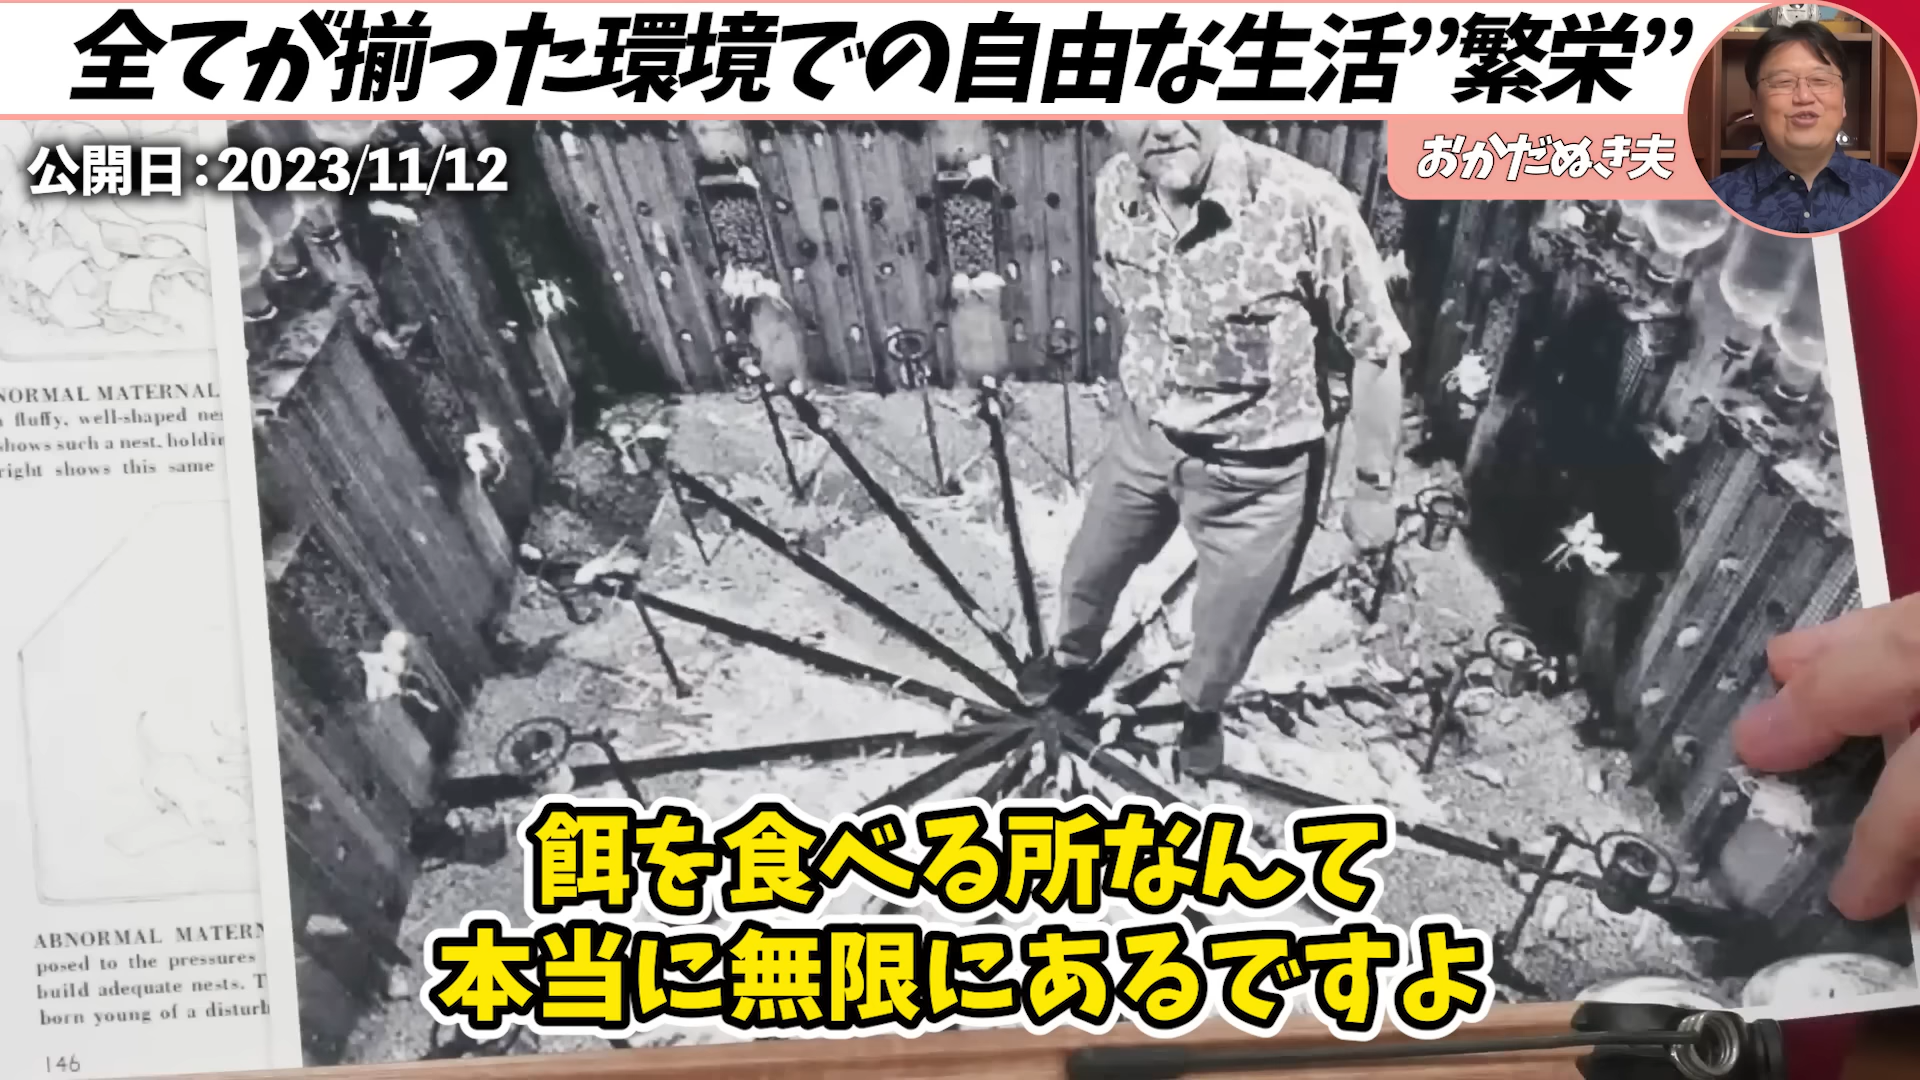 全てが揃った環境での自由な生活”繁栄”
公開日：2023/11/12
おかだぬき夫
NORMAL MATERNAL
fluffy, well-shaped
shows such a nest, holdin
right shows this same
ABNORMAL MATERN
posed to the pressures
build adequate nests. T
born young of a disturb
146
餌を食べる所なんて
本当に無限にあるですよ